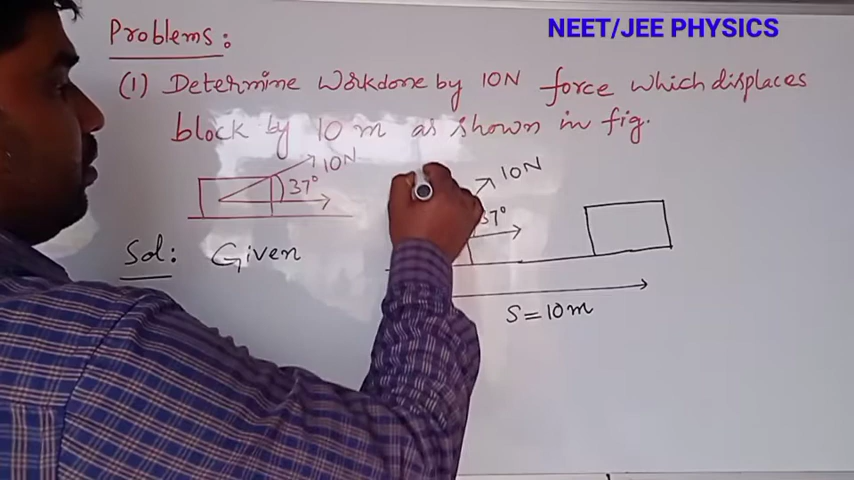 NEET/JEE PHYSICS
Problems:
(1) Determine workdone by 10N force which displaces
block by 10 m as shown in fig.
10N
37°
10N
37°
Sol: Given
S=10m